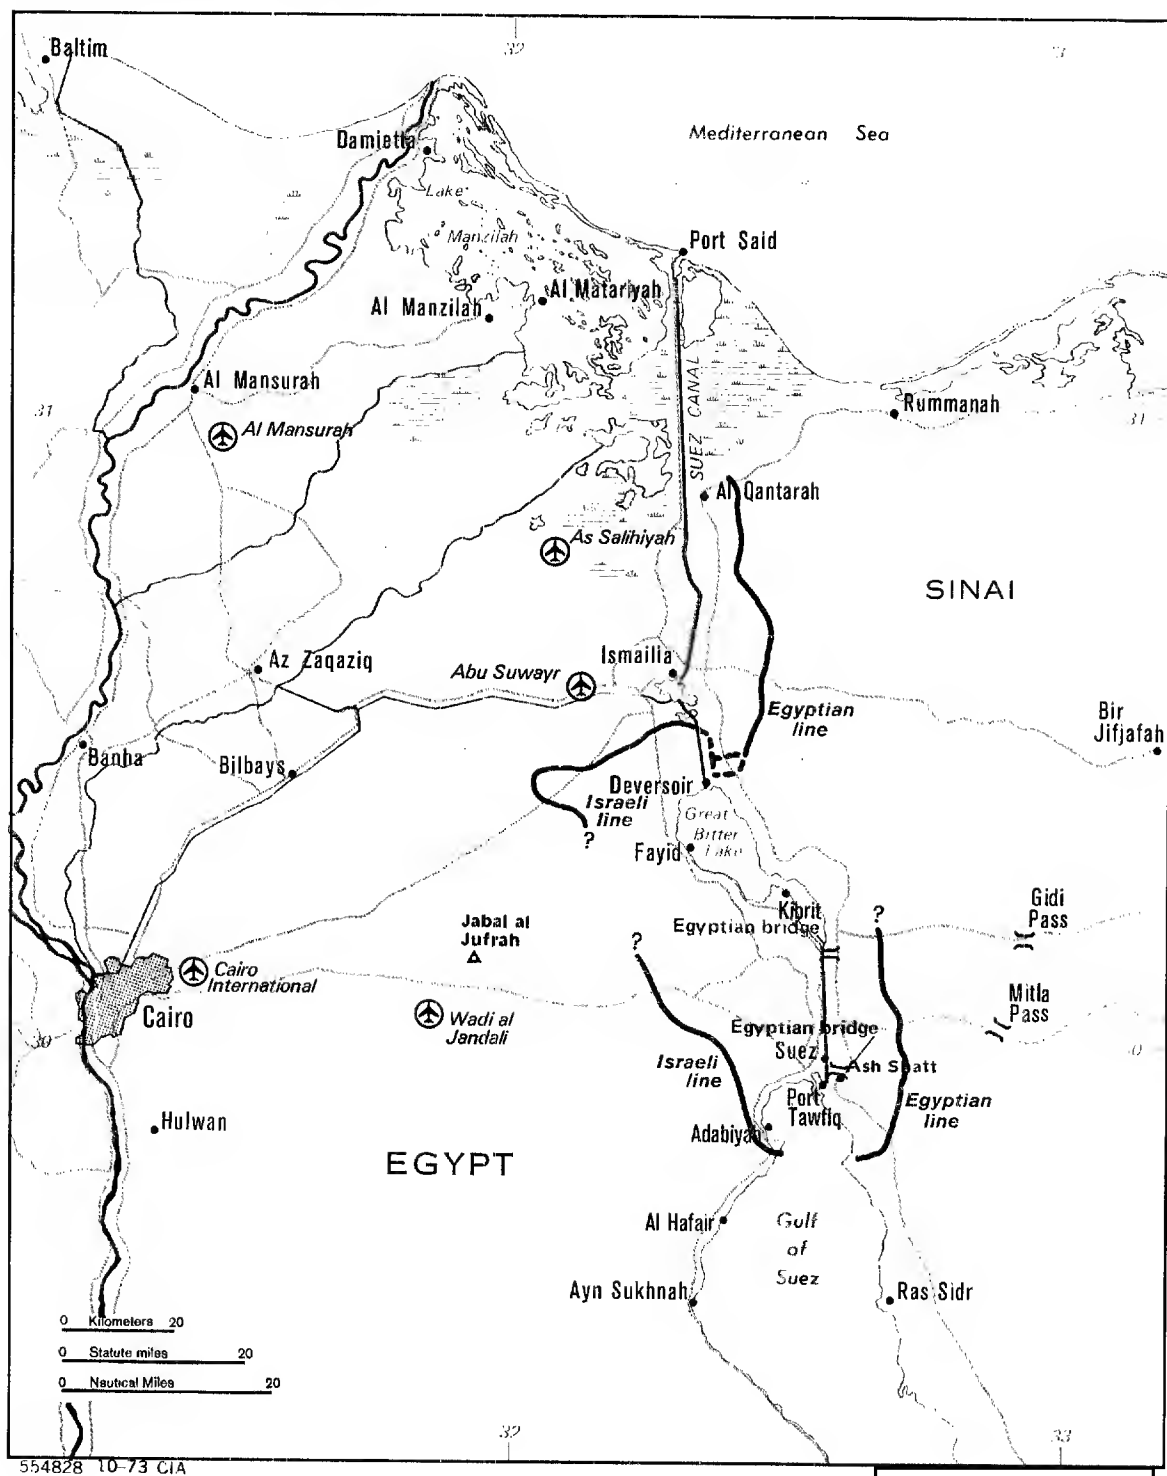 32
Baltim
Mediterranean Sea
Damietta
Lake
Manzilah
Port Said
Al Matariyah
Al Manzilah
SUEZ CANAL
Al Mansurah
Rummanah
31
31
Al Mansurah
Al Qantarah
As Salihiyah
SINAI
Ismailia
Az Zaqaziq
Abu Suwayr
Egyptian
line
Bir
Jifjafah
Banha
Bilbays
Deversoir
Israeli
line
?
Great
Bitter
Lake
Fayid
Kibrit
Egyptian bridge
?
?
Gidi
Pass
Jabal al
Jufrah
Cairo
International
Cairo
Wadi al
Jandali
Mitla
Pass
30
Egyptian bridge
Suez
Ash Shatt
Israeli
line
Port
Tawfiq
Egyptian
line
Adabiyah
Hulwan
EGYPT
Al Hafair
Gulf
of
Suez
Ayn Sukhnah
Ras Sidr
0 Kilometers 20
0 Statute miles 20
0 Nautical Miles 20
32
33
554828 10-73 CIA